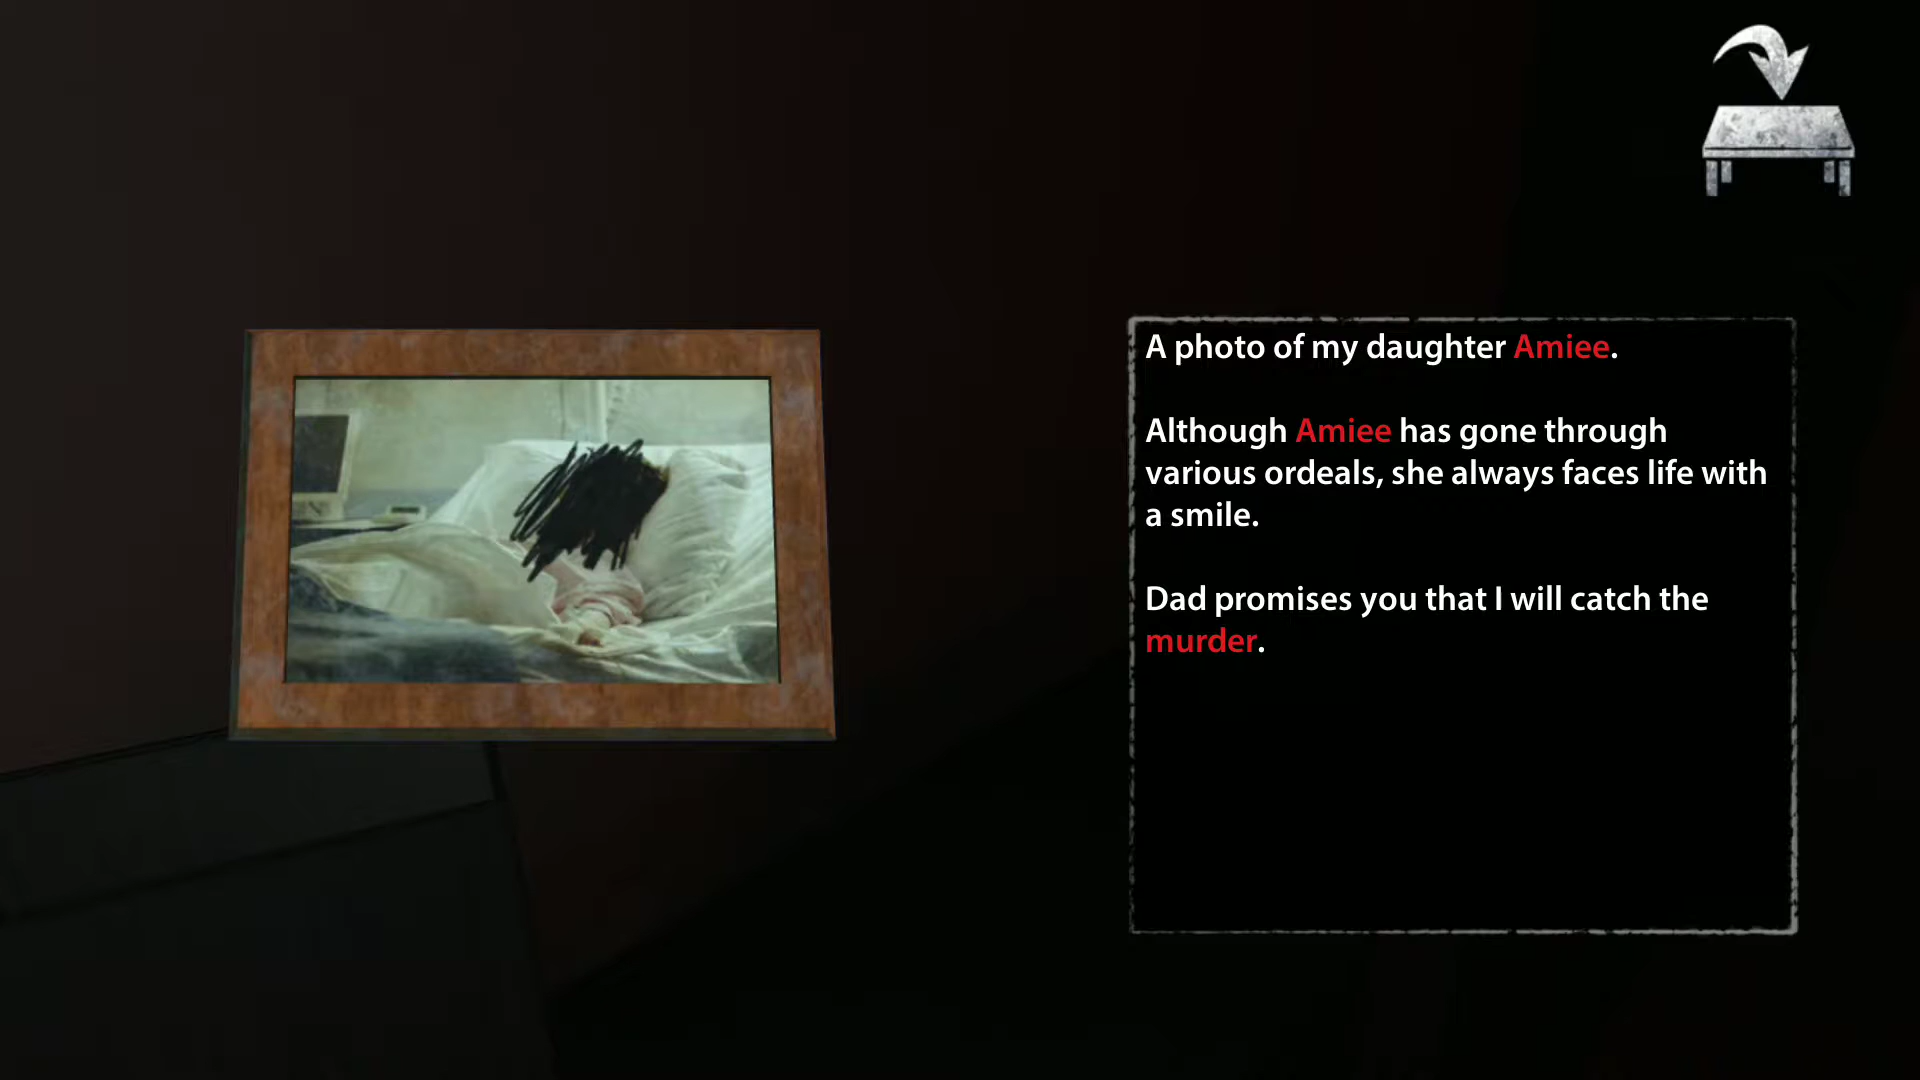 A photo of my daughter Amiee.
Although Amiee has gone through
various ordeals, she always faces life with
a smile.
Dad promises you that I will catch the
murder.